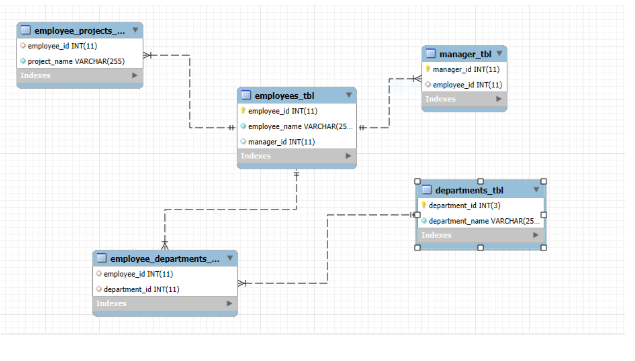 employee_projects_...
employee_id INT(11)
project_name VARCHAR(255)
Indexes
manager_tbl
manager_id INT(11)
employee_id INT(11)
Indexes
employees_tbl
employee_id INT(11)
employee_name VARCHAR(25...
manager_id INT(11)
Indexes
departments_tbl
department_id INT(3)
department_name VARCHAR(25...
Indexes
employee_departments_...
employee_id INT(11)
department_id INT(11)
Indexes